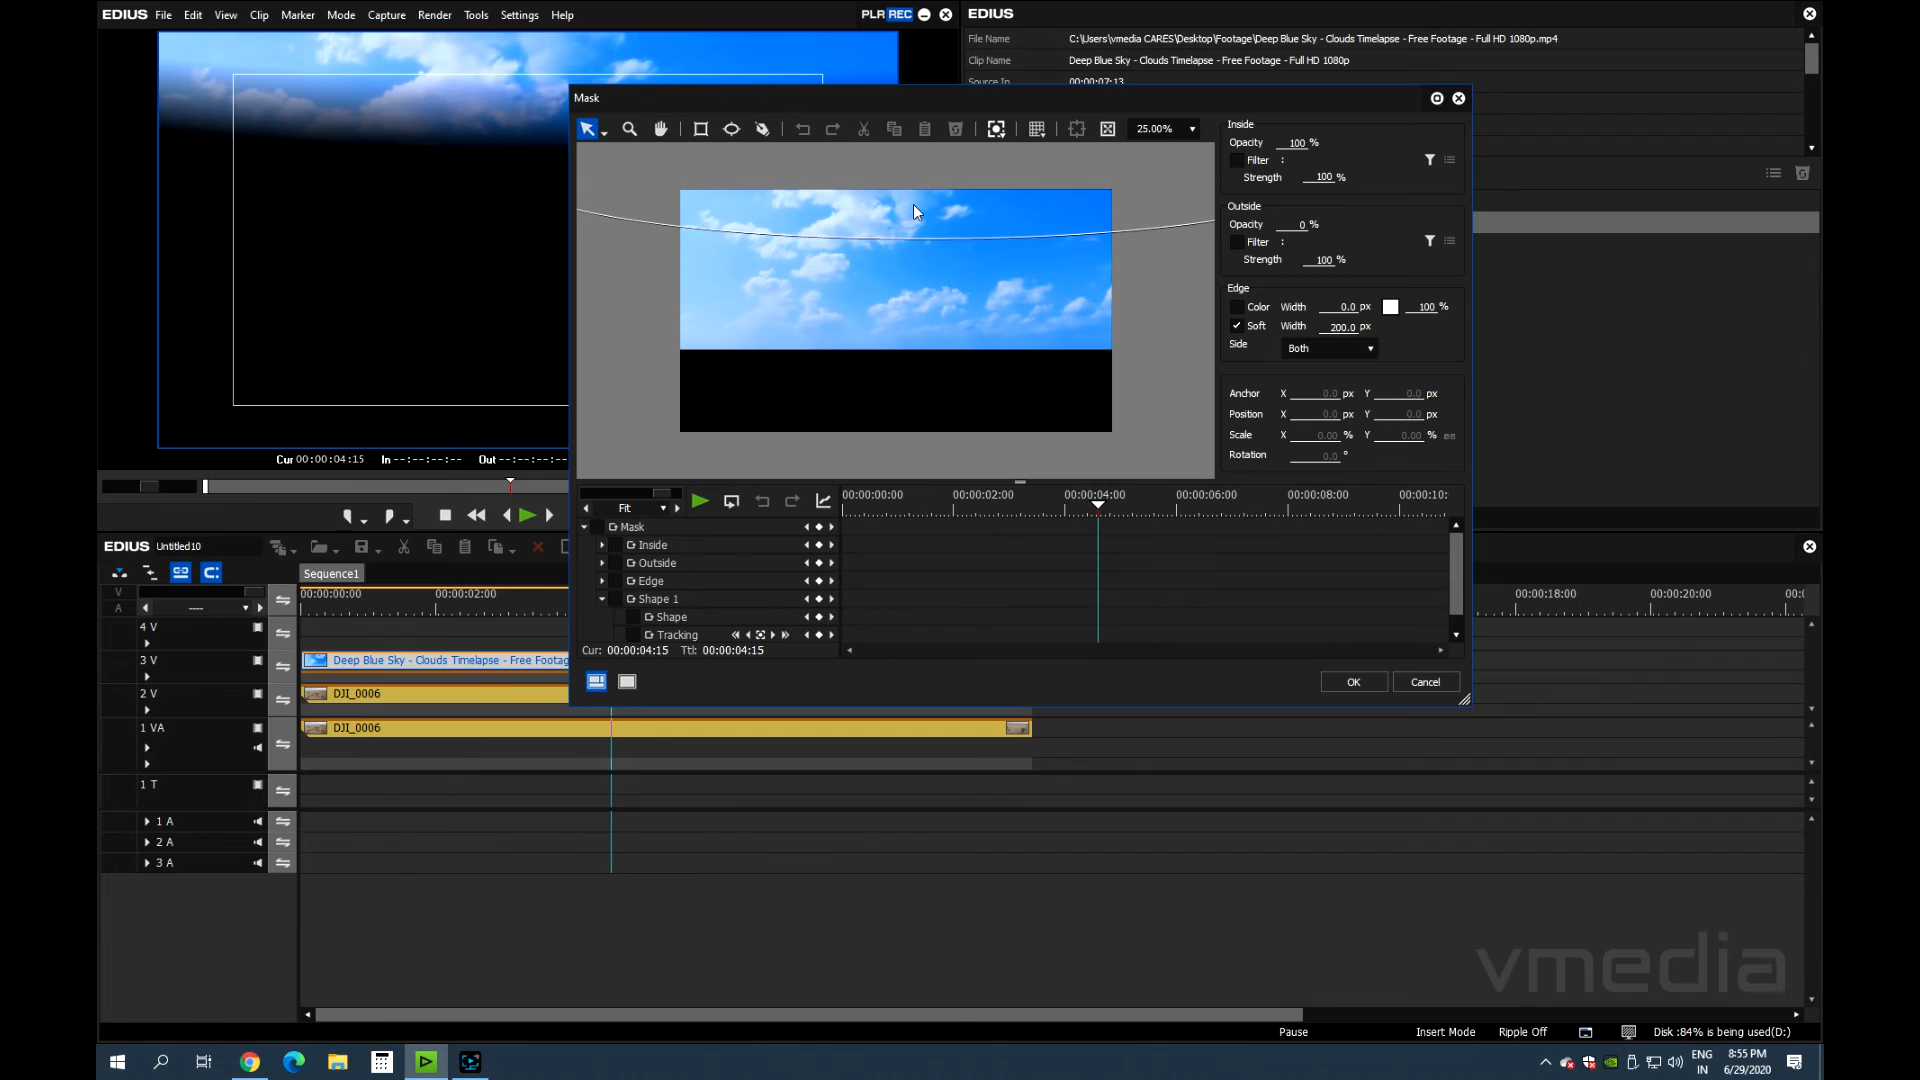 EDIUS File Edit View Clip Marker Mode Capture Render Tools Settings Help PLR REC
EDIUS
File Name C:\Users\vmedia CARES\Desktop\Footage\Deep Blue Sky - Clouds Timelapse - Free Footage - Full HD 1080p.mp4
Clip Name Deep Blue Sky - Clouds Timelapse - Free Footage - Full HD 1080p
Source In 00:00:07:13
Mask
25.00%
Inside
Opacity 100 %
Filter :
Strength 100 %
Outside
Opacity 0 %
Filter :
Strength 100 %
Edge
Color Width 0.0 px 100 %
Soft Width 200.0 px
Side Both
Anchor X 0.0 px Y 0.0 px
Position X 0.0 px Y 0.0 px
Scale X 0.00 % Y 0.00 %
Rotation 0.0 °
Cur 00:00:04:15 In --:--:--:-- Out --:--:--:--
Fit
00:00:00:00 00:00:02:00 00:00:04:00 00:00:06:00 00:00:08:00 00:00:10:
Mask
Inside
Outside
Edge
Shape 1
Shape
Tracking
Cur: 00:00:04:15 Ttl: 00:00:04:15
OK Cancel
EDIUS Untitled10
Sequence1
V
A ----
00:00:00:00 00:00:02:00 00:00:18:00 00:00:20:00 00:0
4 V
3 V Deep Blue Sky - Clouds Timelapse - Free Footag
2 V DJI_0006
1 VA DJI_0006
1 T
1 A
2 A
3 A
vmedia
Pause Insert Mode Ripple Off Disk :84% is being used(D:)
ENG
IN
8:55 PM
6/29/2020